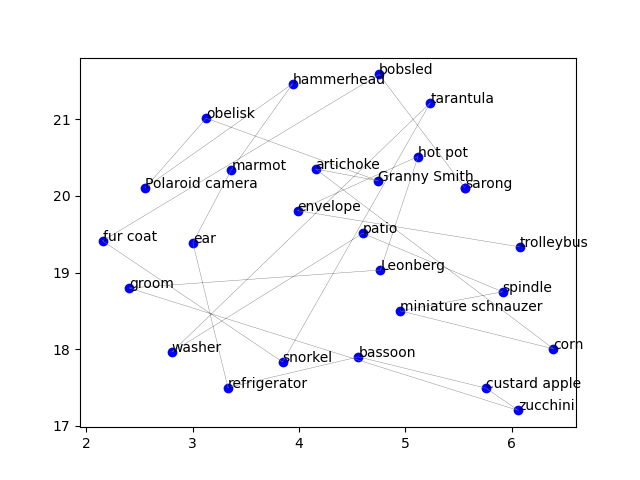 bobsled
hammerhead
tarantula
obelisk
21
hot pot
marmot
artichoke
Granny Smith
Polaroid camera
sarong
20
envelope
patio
fur coat
ear
trolleybus
19
Leonberg
groom
spindle
miniature schnauzer
18
washer
corn
snorkel
bassoon
refrigerator
custard apple
zucchini
17
2 3 4 5 6